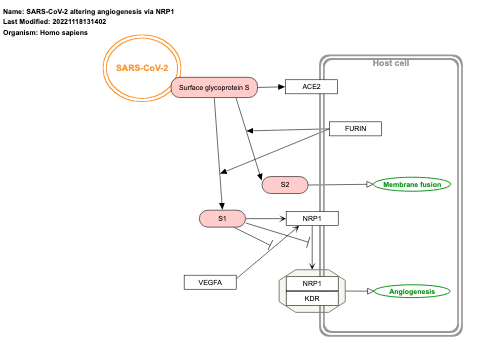 Name: SARS-CoV-2 altering angiogenesis via NRP1
Last Modified: 20221118131402
Organism: Homo sapiens
Host cell
SARS-CoV-2
Surface glycoprotein S
ACE2
FURIN
S2
Membrane fusion
S1
NRP1
VEGFA
NRP1
KDR
Angiogenesis